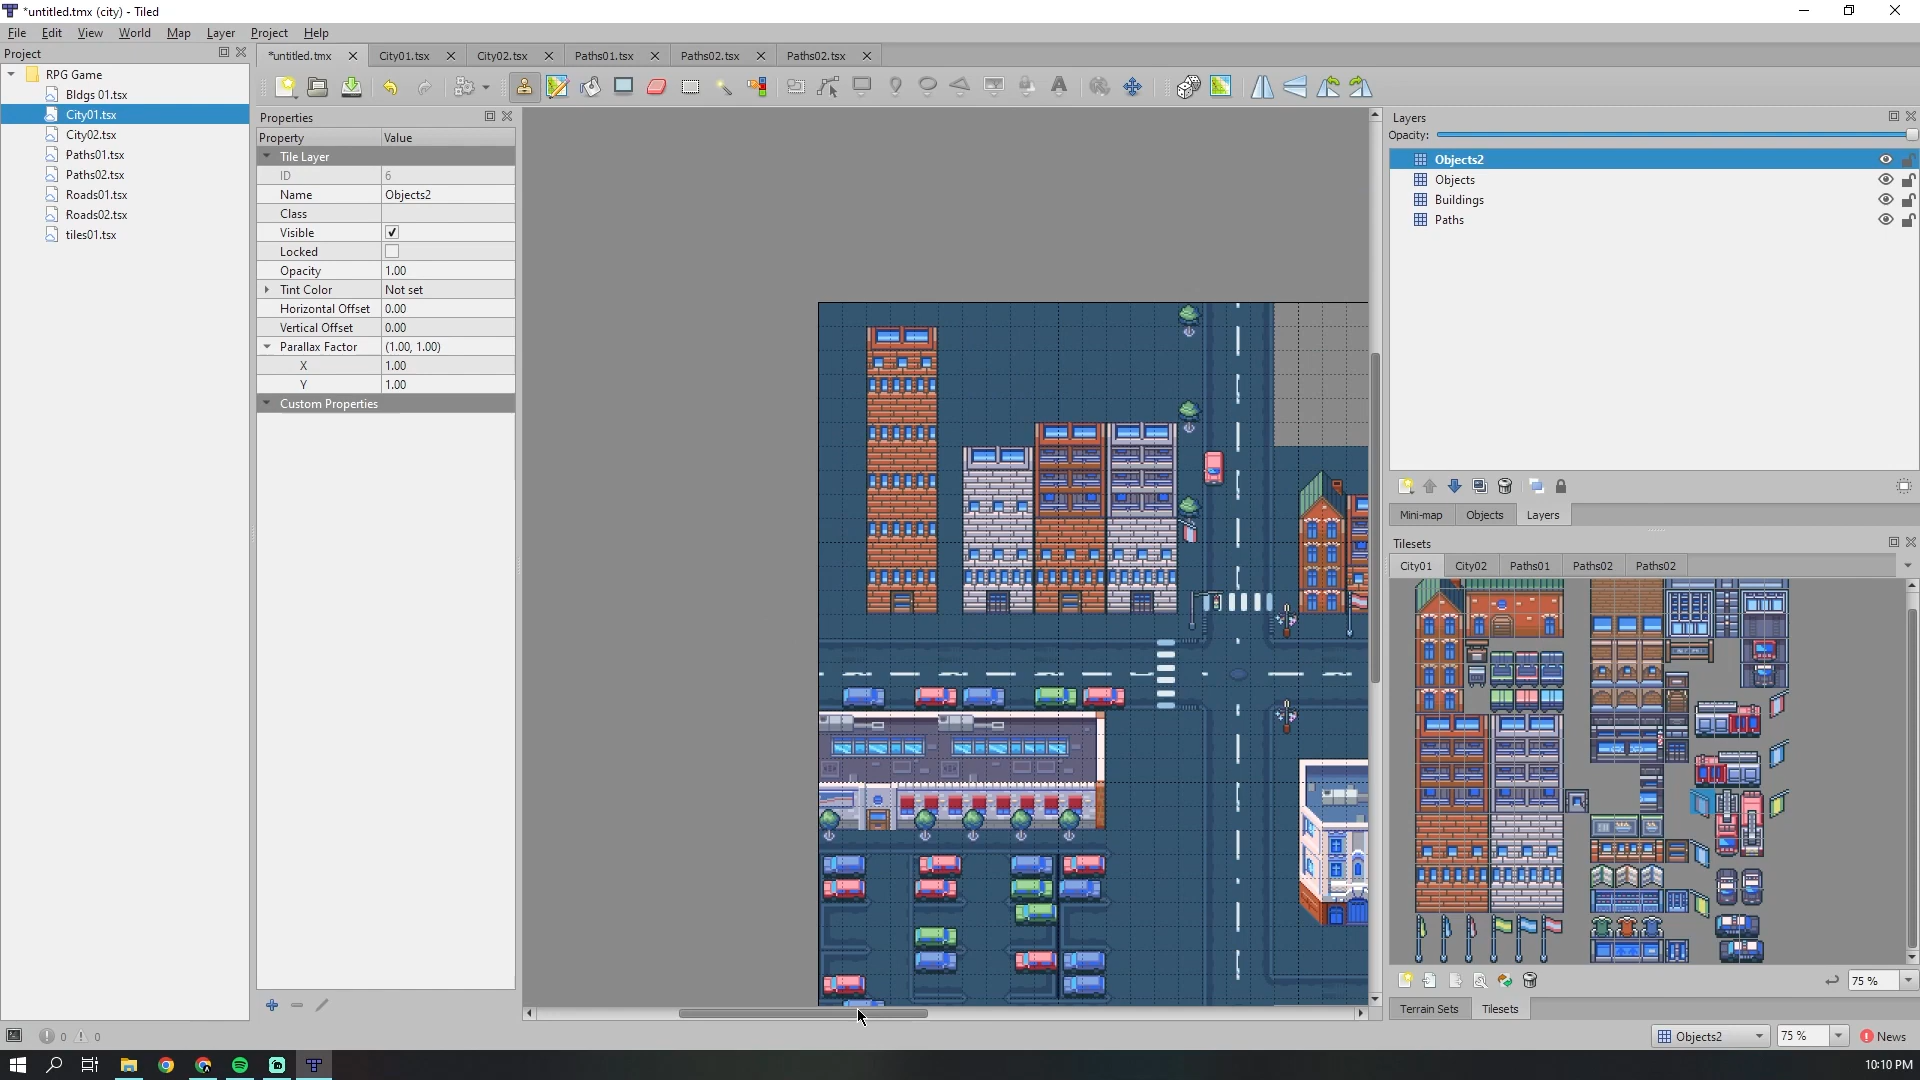 *untitled.tmx (city) - Tiled
File Edit View World Map Layer Project Help
Project
RPG Game
Bldgs 01.tsx
City01.tsx
City02.tsx
Paths01.tsx
Paths02.tsx
Roads01.tsx
Roads02.tsx
tiles01.tsx
*untitled.tmx City01.tsx City02.tsx Paths01.tsx Paths02.tsx Paths02.tsx
Properties
Property Value
Tile Layer
ID 6
Name Objects2
Class
Visible
Locked
Opacity 1.00
Tint Color Not set
Horizontal Offset 0.00
Vertical Offset 0.00
Parallax Factor (1.00, 1.00)
X 1.00
Y 1.00
Custom Properties
Layers
Opacity:
Objects2
Objects
Buildings
Paths
Mini-map Objects Layers
Tilesets
City01 City02 Paths01 Paths02 Paths02
75 %
Terrain Sets Tilesets
0 0
Objects2 75 % News
10:10 PM